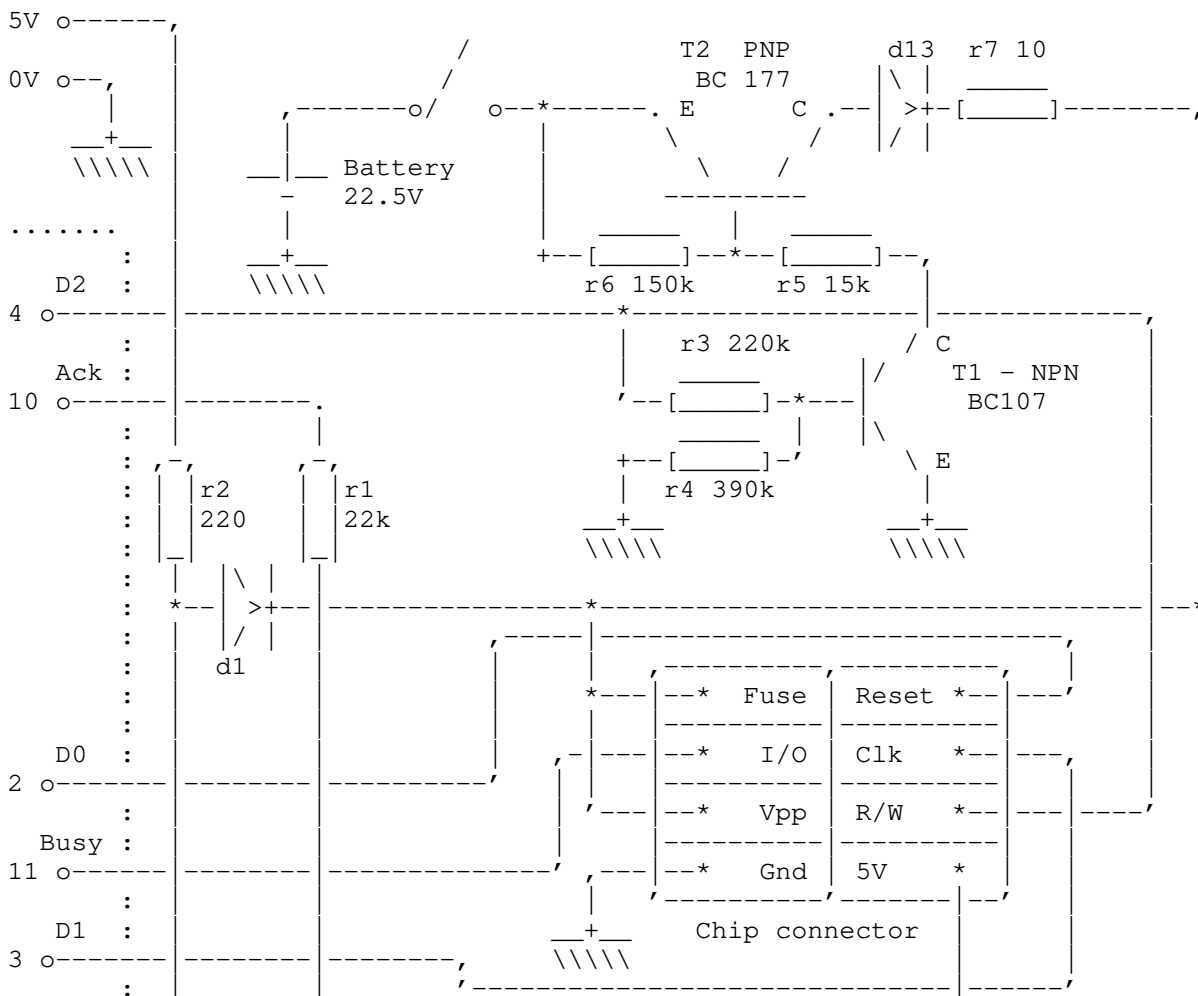 5V
T2 PNP d13 r7 10
0V BC 177
E C
Battery
22.5V
D2 r6 150k r5 15k
4
r3 220k C
Ack T1 - NPN
10 BC107
E
r2 r1 r4 390k
220 22k
d1
Fuse Reset
D0 I/O Clk
2
Vpp R/W
Busy
11 Gnd 5V
D1 Chip connector
3